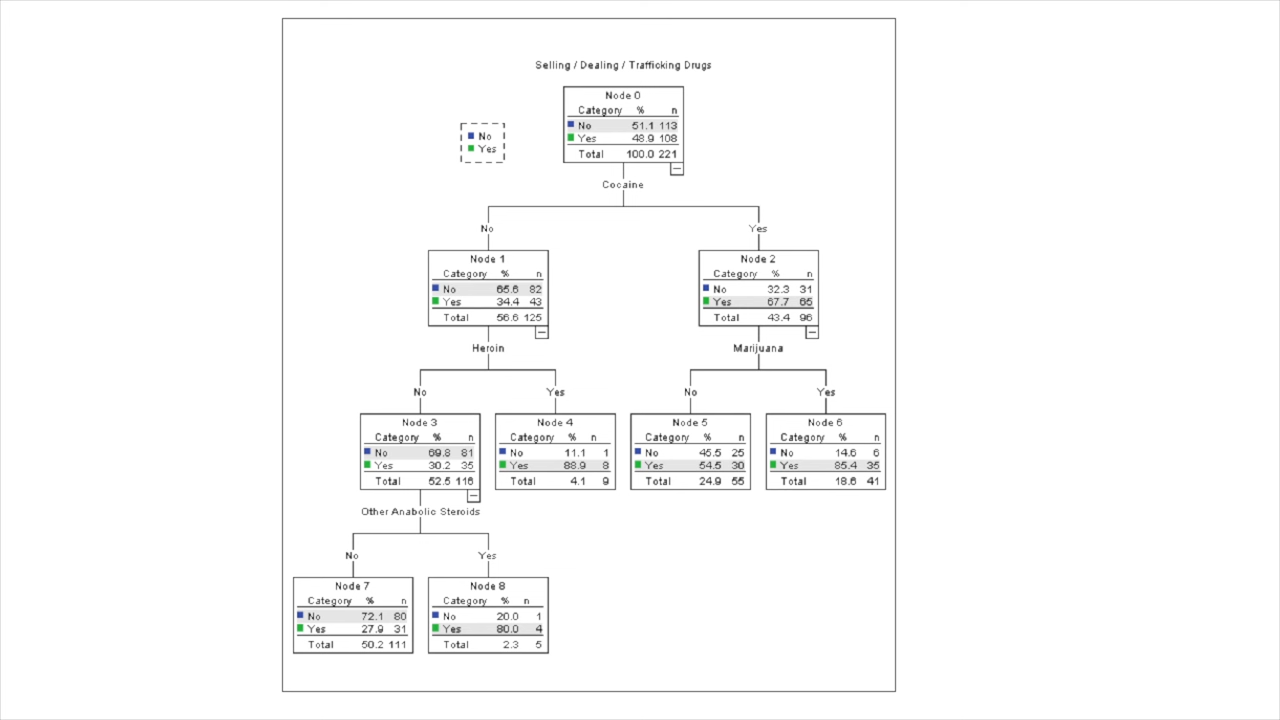 Selling / Dealing / Trafficking Drugs
Node 0
Category % n
No 51.1 113
Yes 48.9 108
Total 100.0 221
No
Yes
Cocaine
No Yes
Node 1
Category % n
No 65.6 82
Yes 34.4 43
Total 56.6 125
Node 2
Category % n
No 32.3 31
Yes 67.7 65
Total 43.4 96
Heroin
Marijuana
No Yes No Yes
Node 3
Category % n
No 69.8 81
Yes 30.2 35
Total 52.5 116
Node 4
Category % n
No 11.1 1
Yes 88.9 8
Total 4.1 9
Node 5
Category % n
No 45.5 25
Yes 54.5 30
Total 24.9 55
Node 6
Category % n
No 14.6 6
Yes 85.4 35
Total 18.6 41
Other Anabolic Steroids
No Yes
Node 7
Category % n
No 72.1 80
Yes 27.9 31
Total 50.2 111
Node 8
Category % n
No 20.0 1
Yes 80.0 4
Total 2.3 5